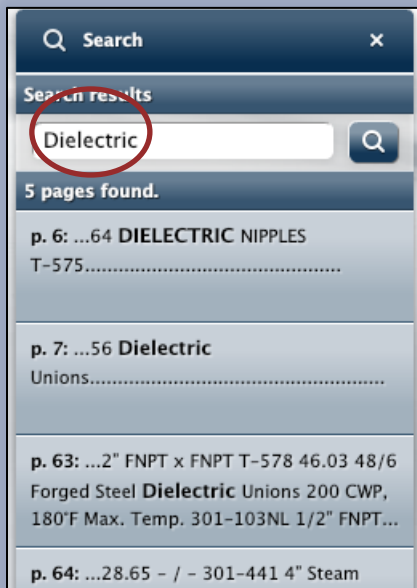 Search ×
Search results
Dielectric
5 pages found.
p. 6: ...64 DIELECTRIC NIPPLES
T-575..............................................
p. 7: ...56 Dielectric
Unions.....................................................
p. 63: ...2" FNPT x FNPT T-578 46.03 48/6
Forged Steel Dielectric Unions 200 CWP,
180°F Max. Temp. 301-103NL 1/2" FNPT...
p. 64: ...28.65 - / - 301-441 4" Steam